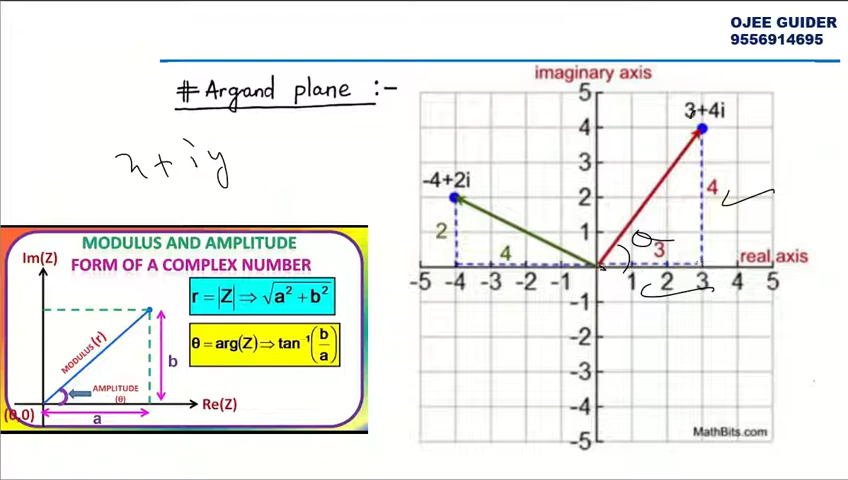 OJEE GUIDER
9556914695
# Argand plane :-
x + iy
MODULUS AND AMPLITUDE
FORM OF A COMPLEX NUMBER
Im(Z)
r = |Z| ⇒ √a² + b²
θ = arg(Z) ⇒ tan⁻¹(b/a)
MODULUS (r)
AMPLITUDE
(θ)
b
a
(0,0)
Re(Z)
imaginary axis
5
4
3
2
1
-1
-2
-3
-4
-5
3+4i
-4+2i
2
4
4
3
θ
real axis
-5 -4 -3 -2 -1 1 2 3 4 5
MathBits.com